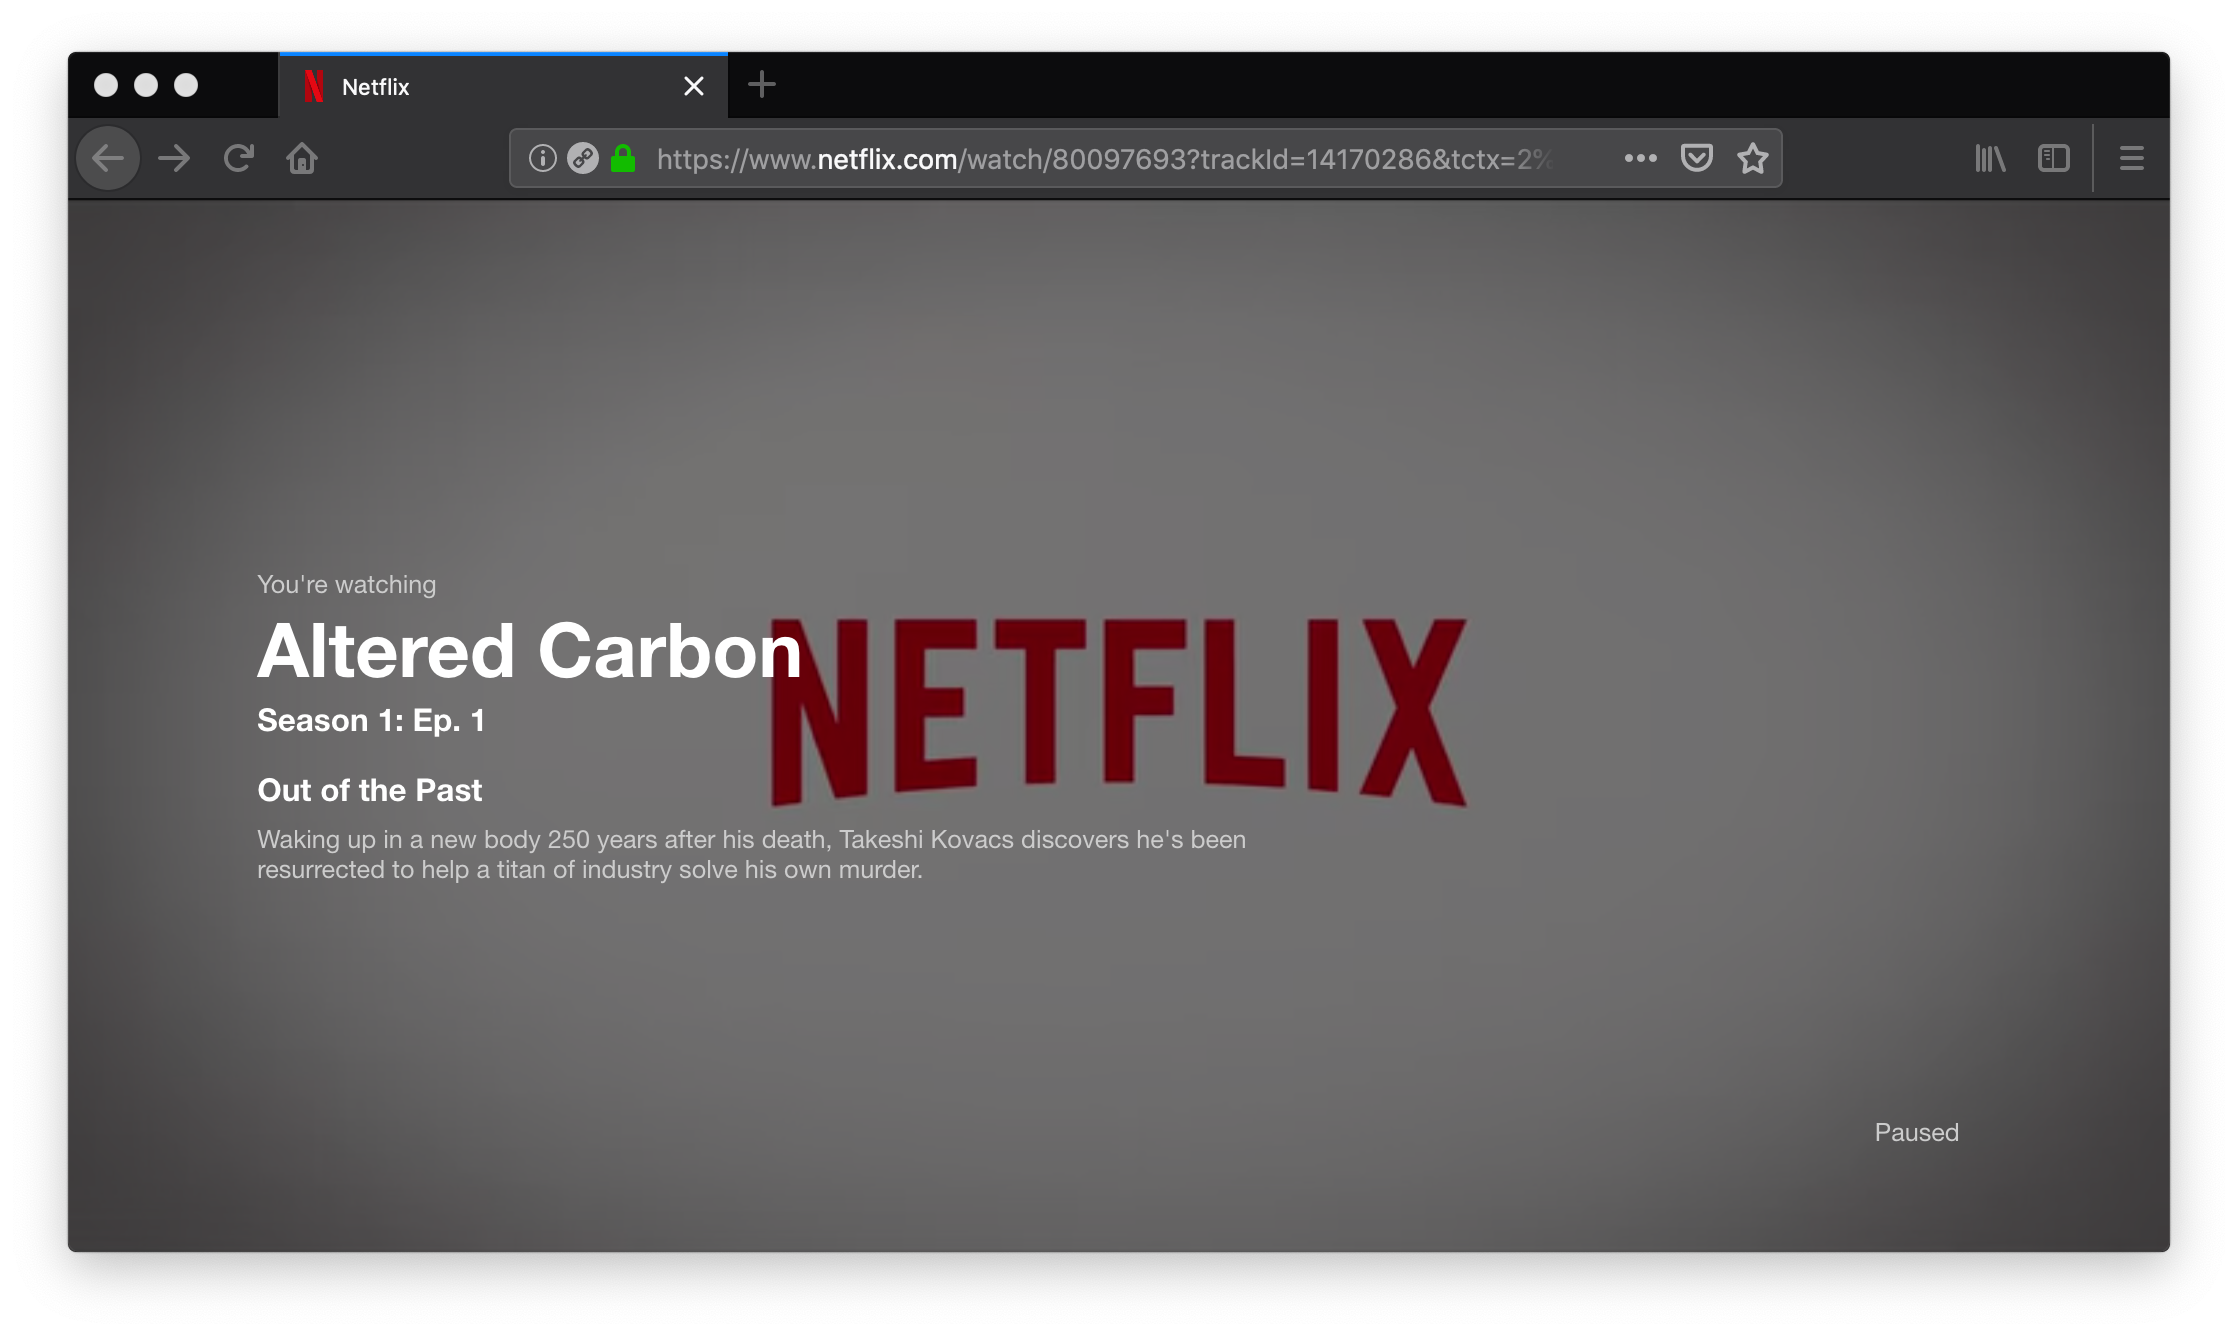 Netflix
https://www.netflix.com/watch/80097693?trackId=14170286&tctx=2%
You're watching
Altered Carbon
NETFLIX
Season 1: Ep. 1
Out of the Past
Waking up in a new body 250 years after his death, Takeshi Kovacs discovers he's been
resurrected to help a titan of industry solve his own murder.
Paused